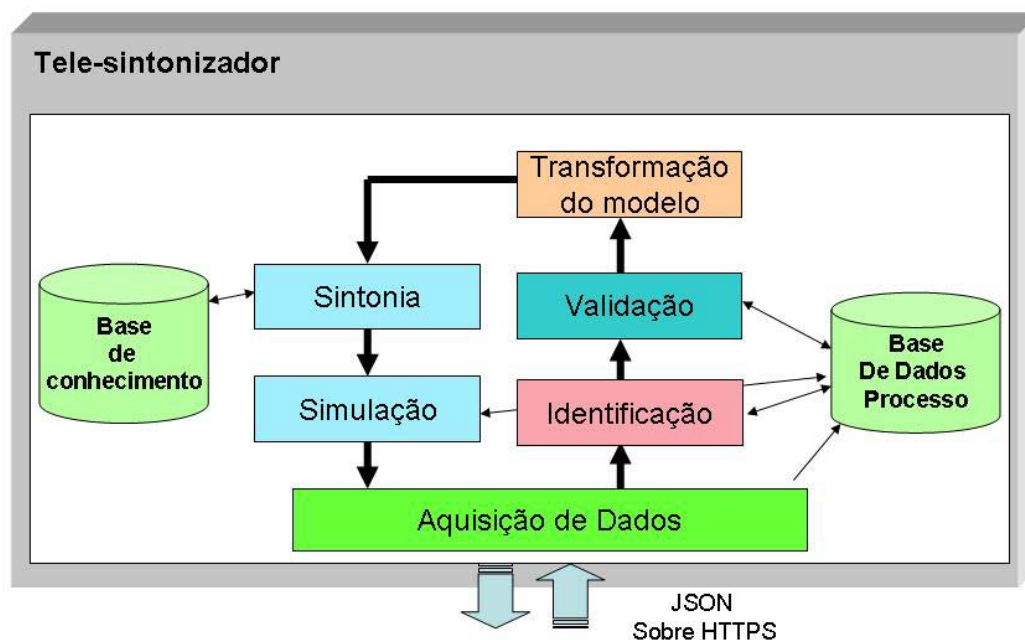 Tele-sintonizador
Transformação
do modelo
Sintonia
Validação
Base
de
conhecimento
Base
De Dados
Processo
Simulação
Identificação
Aquisição de Dados
JSON
Sobre HTTPS